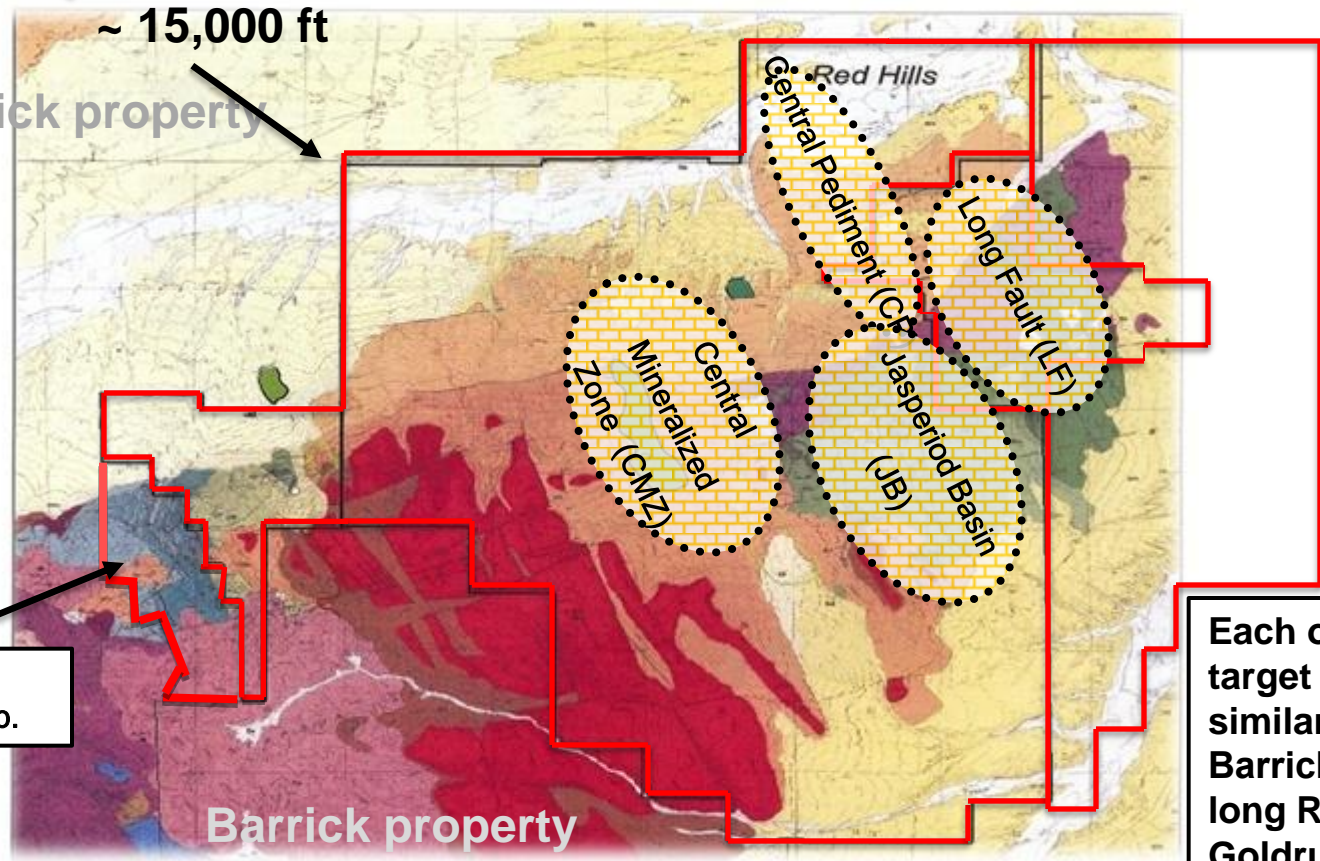 ~ 15,000 ft
Red Hills
ick property
Central Pediment (CP
Long Fault (LF)
Central
Mineralized
Zone (CMZ)
Jasperiod Basin
(JB)
Barrick property
Each
target
similar
Barrick
long R
Goldru